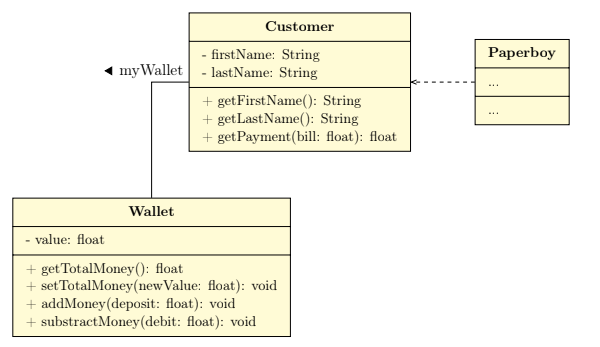 Customer
- firstName: String
- lastName: String
+ getFirstName(): String
+ getLastName(): String
+ getPayment(bill: float): float
◀ myWallet
Paperboy
...
...
Wallet
- value: float
+ getTotalMoney(): float
+ setTotalMoney(newValue: float): void
+ addMoney(deposit: float): void
+ substractMoney(debit: float): void